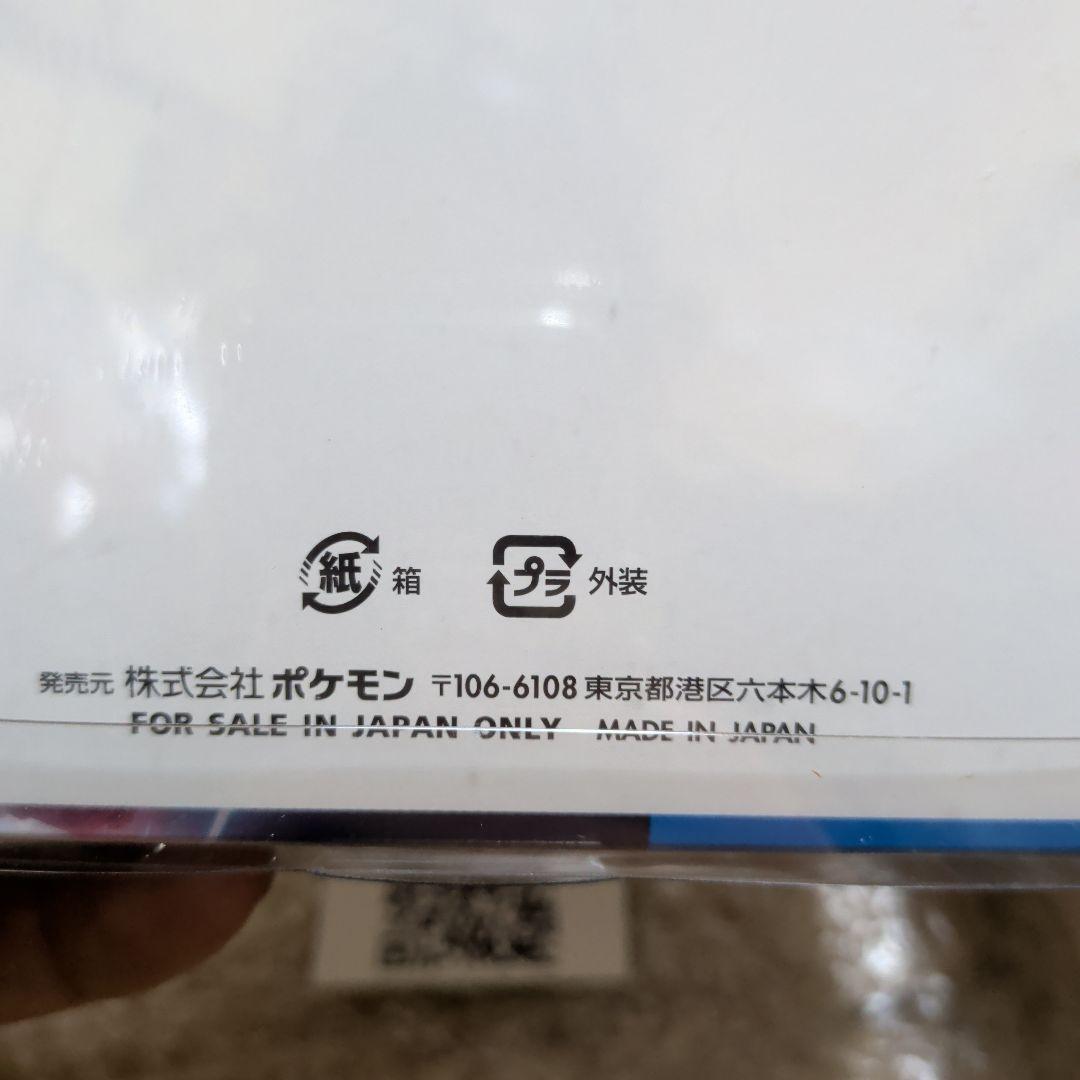 紙 箱 プラ 外装
発売元 株式会社ポケモン 〒106-6108 東京都港区六本木6-10-1
FOR SALE IN JAPAN ONLY MADE IN JAPAN